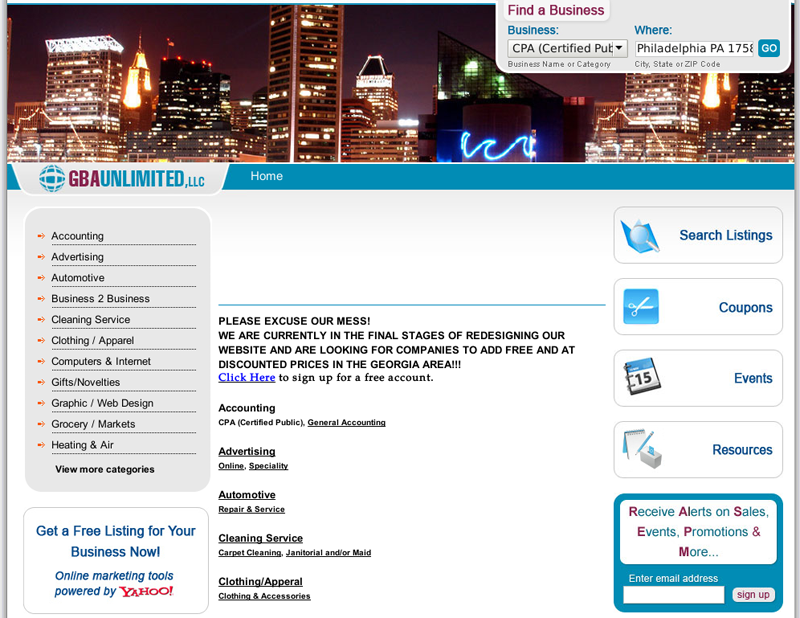 Find a Business
Business: Where:
CPA (Certified Pub Philadelphia PA 1758 GO
Business Name or Category City, State or ZIP Code
GBAUNLIMITED,LLC Home
Accounting
Advertising
Automotive
Business 2 Business
Cleaning Service
Clothing / Apparel
Computers & Internet
Gifts/Novelties
Graphic / Web Design
Grocery / Markets
Heating & Air
View more categories
Get a Free Listing for Your
Business Now!
Online marketing tools
powered by YAHOO!
PLEASE EXCUSE OUR MESS!
WE ARE CURRENTLY IN THE FINAL STAGES OF REDESIGNING OUR
WEBSITE AND ARE LOOKING FOR COMPANIES TO ADD FREE AND AT
DISCOUNTED PRICES IN THE GEORGIA AREA!!!
Click Here to sign up for a free account.
Accounting
CPA (Certified Public), General Accounting
Advertising
Online, Speciality
Automotive
Repair & Service
Cleaning Service
Carpet Cleaning, Janitorial and/or Maid
Clothing/Apperal
Clothing & Accessories
Search Listings
Coupons
15
Events
Resources
Receive Alerts on Sales,
Events, Promotions &
More...
Enter email address
sign up